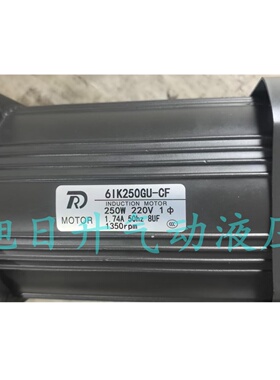 6IK250GU-CF
INDUCTION MOTOR
250W 220V 1ф
1.74A 50hz 8UF
1350rpm
MOTOR
旭日升气动液压